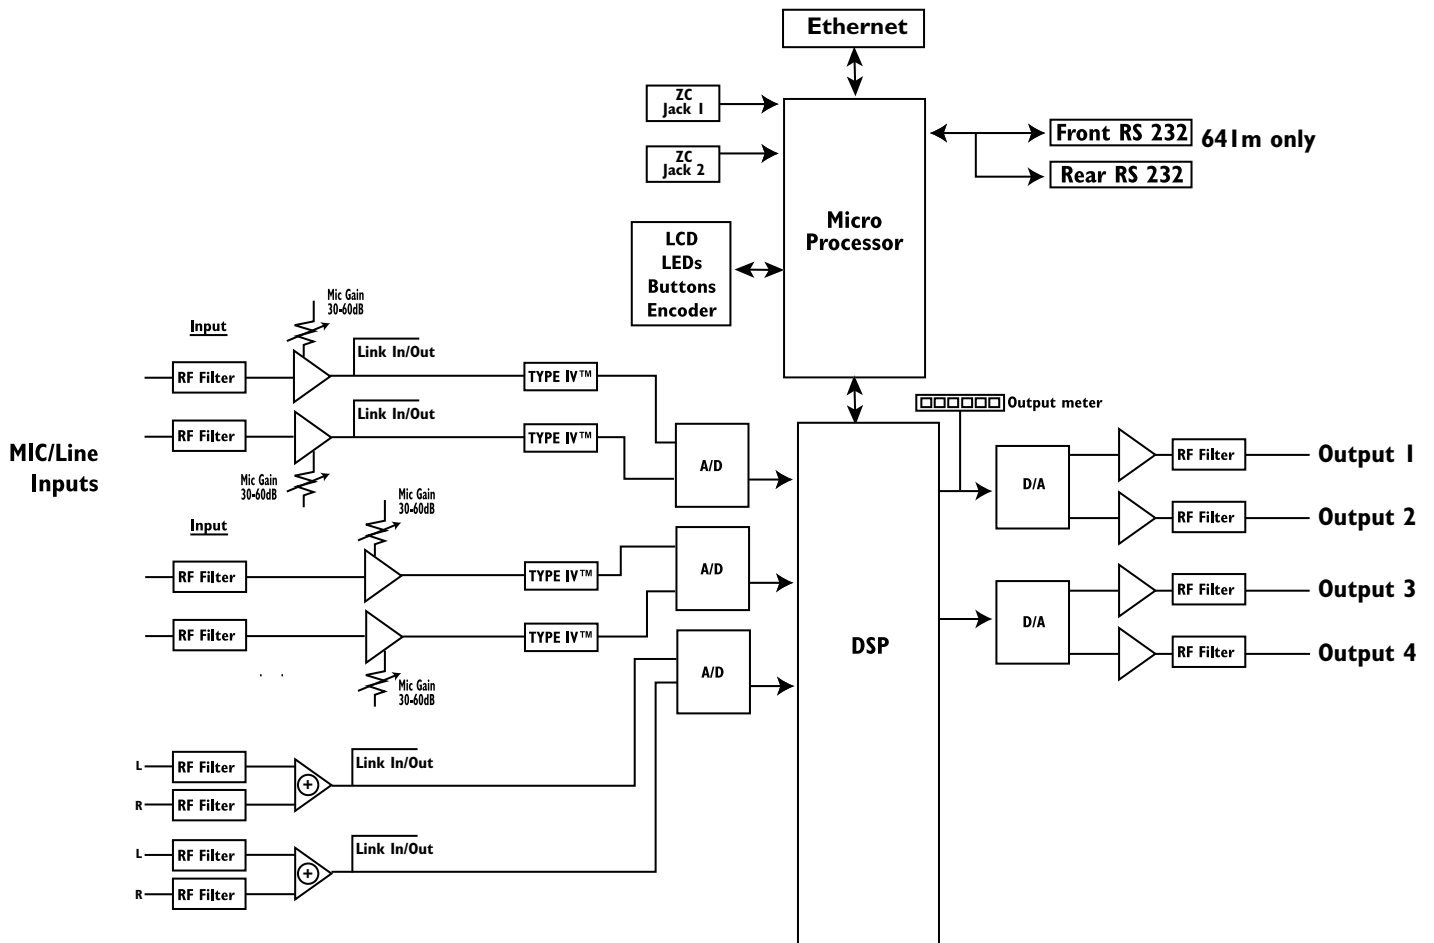 Ethernet
ZC
Jack 1
ZC
Jack 2
Front RS 232
641m only
Rear RS 232
Micro
Processor
LCD
LEDs
Buttons
Encoder
Mic Gain
30-60dB
Input
Link In/Out
RF Filter
TYPE IV™
Output meter
Link In/Out
RF Filter
TYPE IV™
MIC/Line
Inputs
A/D
Mic Gain
30-60dB
D/A
RF Filter
Output 1
RF Filter
Output 2
Mic Gain
30-60dB
Input
RF Filter
TYPE IV™
A/D
RF Filter
TYPE IV™
Mic Gain
30-60dB
A/D
DSP
D/A
RF Filter
Output 3
RF Filter
Output 4
L
RF Filter
Link In/Out
R
RF Filter
L
RF Filter
Link In/Out
R
RF Filter